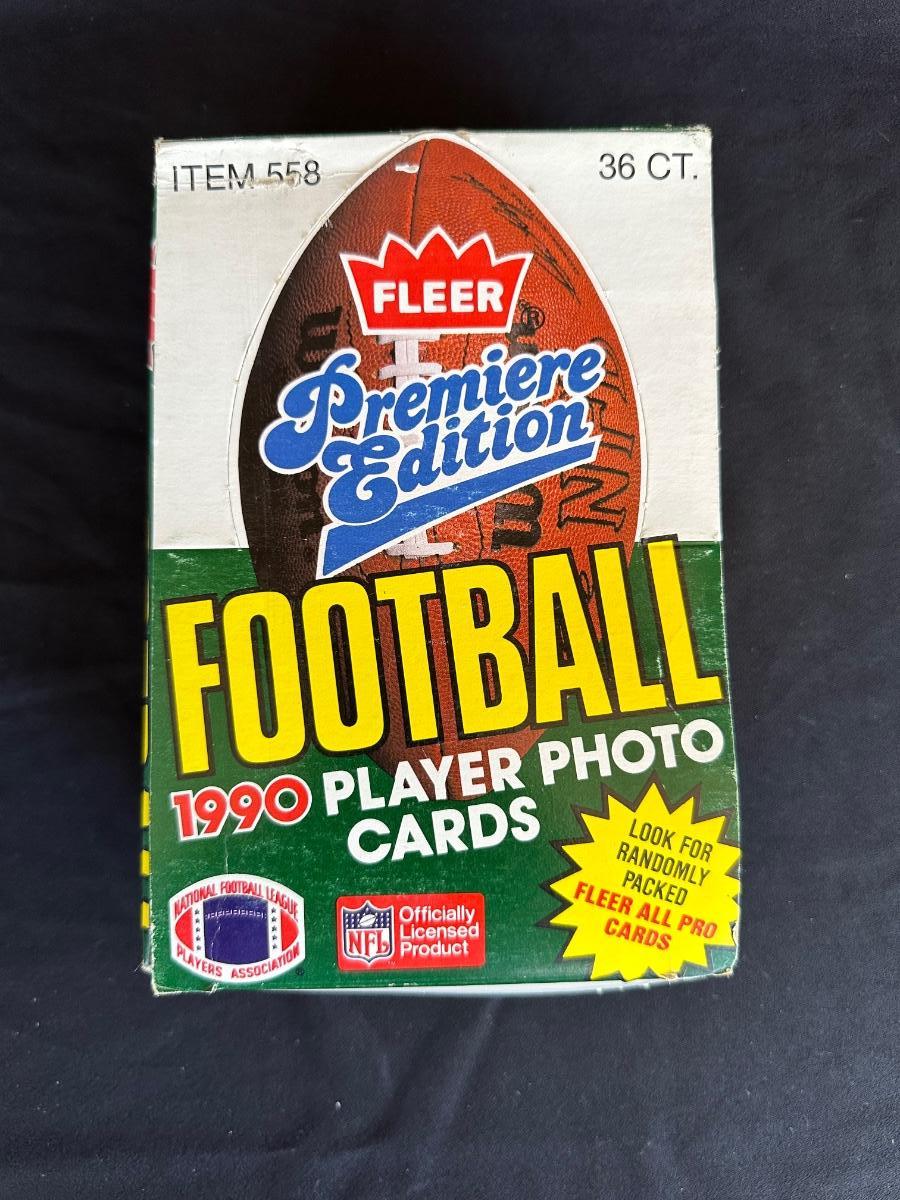 ITEM 558
36 CT.
FLEER
®
Premiere
Edition
FOOTBALL
1990 PLAYER PHOTO
CARDS
LOOK FOR
RANDOMLY
PACKED
FLEER ALL PRO
CARDS
NATIONAL FOOTBALL LEAGUE
PLAYERS ASSOCIATION
NFL
Officially
Licensed
Product